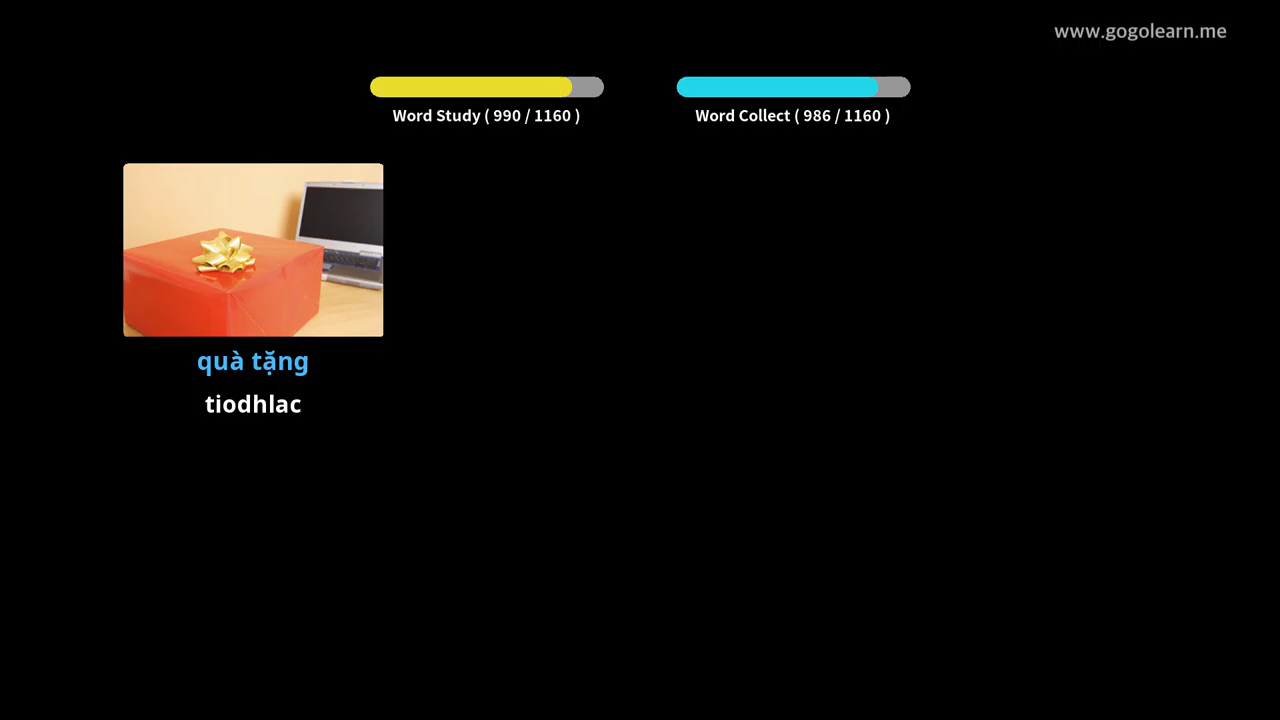 www.gogolearn.me
Word Study ( 990 / 1160 )
Word Collect ( 986 / 1160 )
quà tặng
tiodhlac